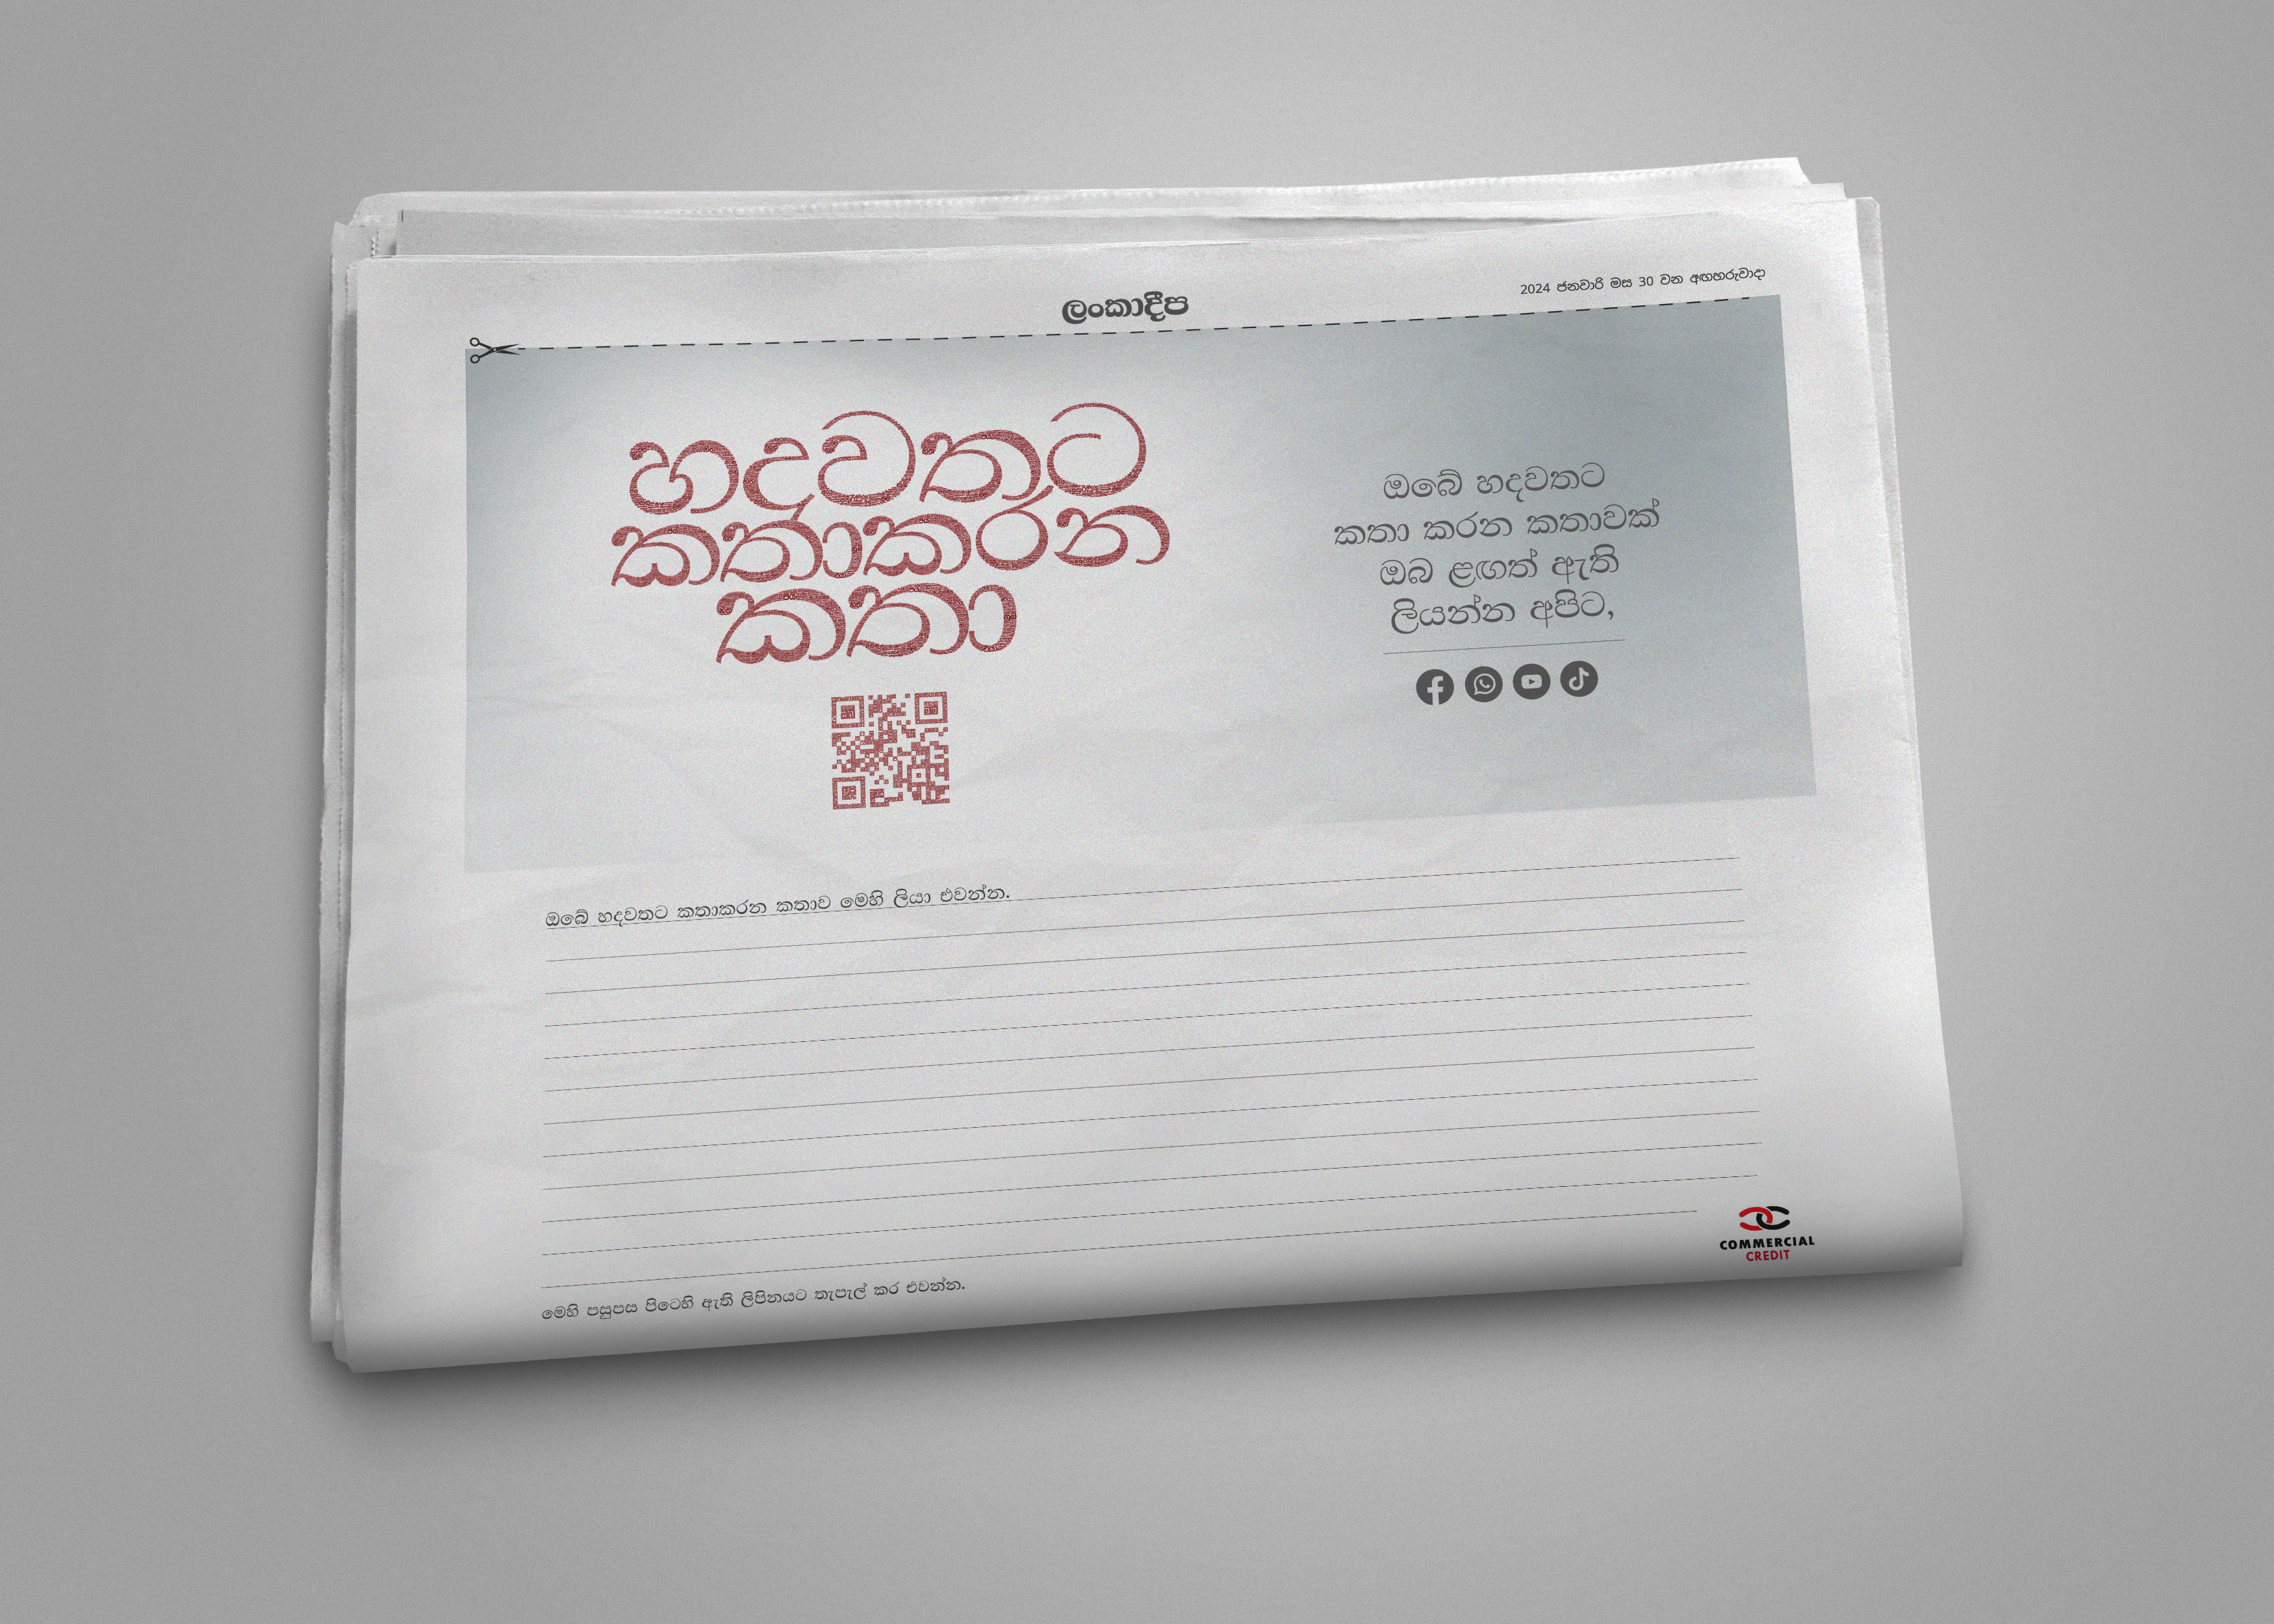 2024 ජනවාරි මස 30 වන අඟහරුවාදා
ලංකාදීප
හදවතට
කතාකරන
කතා
ඔබේ හදවතට
කතා කරන කතාවක්
ඔබ ළඟත් ඇති
ලියන්න අපිට,
ඔබේ හදවතට කතාකරන කතාව මෙහි ලියා එවන්න.
COMMERCIAL
CREDIT
මෙහි පසුපස පිටෙහි ඇති ලිපිනයට තැපැල් කර එවන්න.